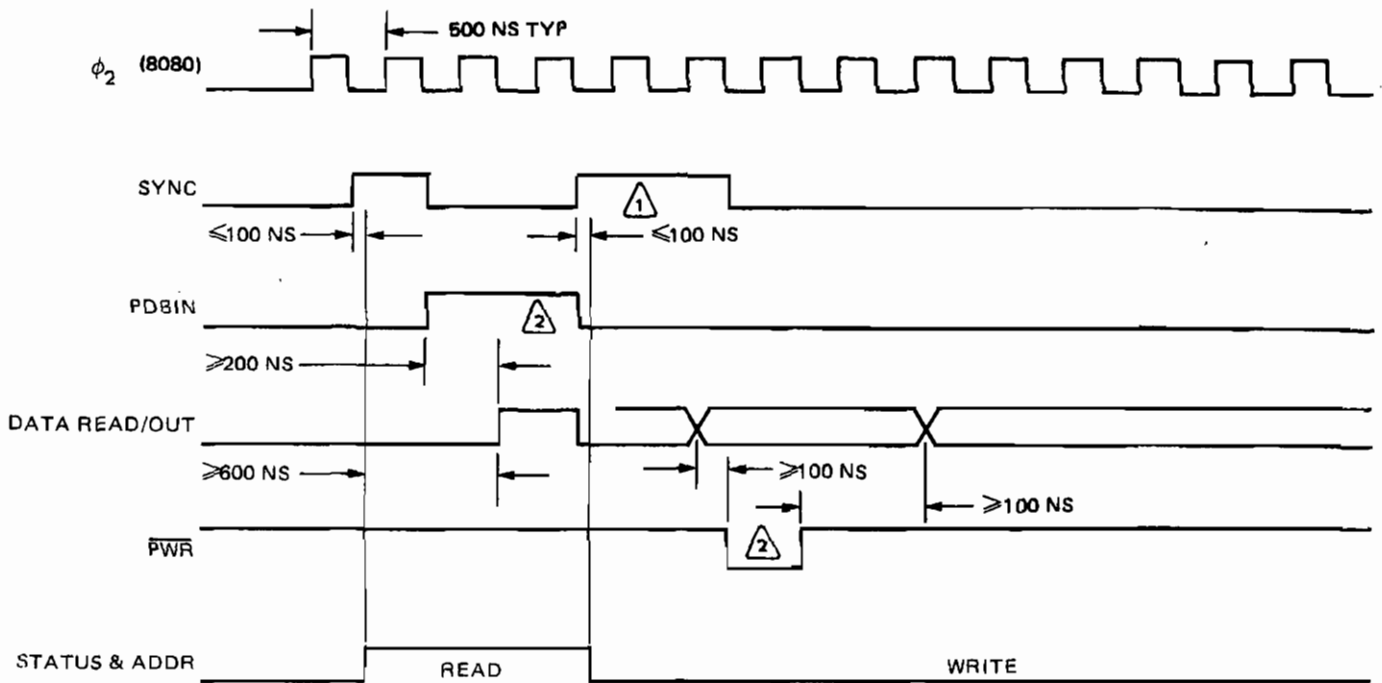 500 NS TYP
ϕ2 (8080)
SYNC
1
≤100 NS
≤100 NS
PDBIN
2
≥200 NS
DATA READ/OUT
≥600 NS
≥100 NS
≥100 NS
PWR
2
STATUS & ADDR
READ
WRITE